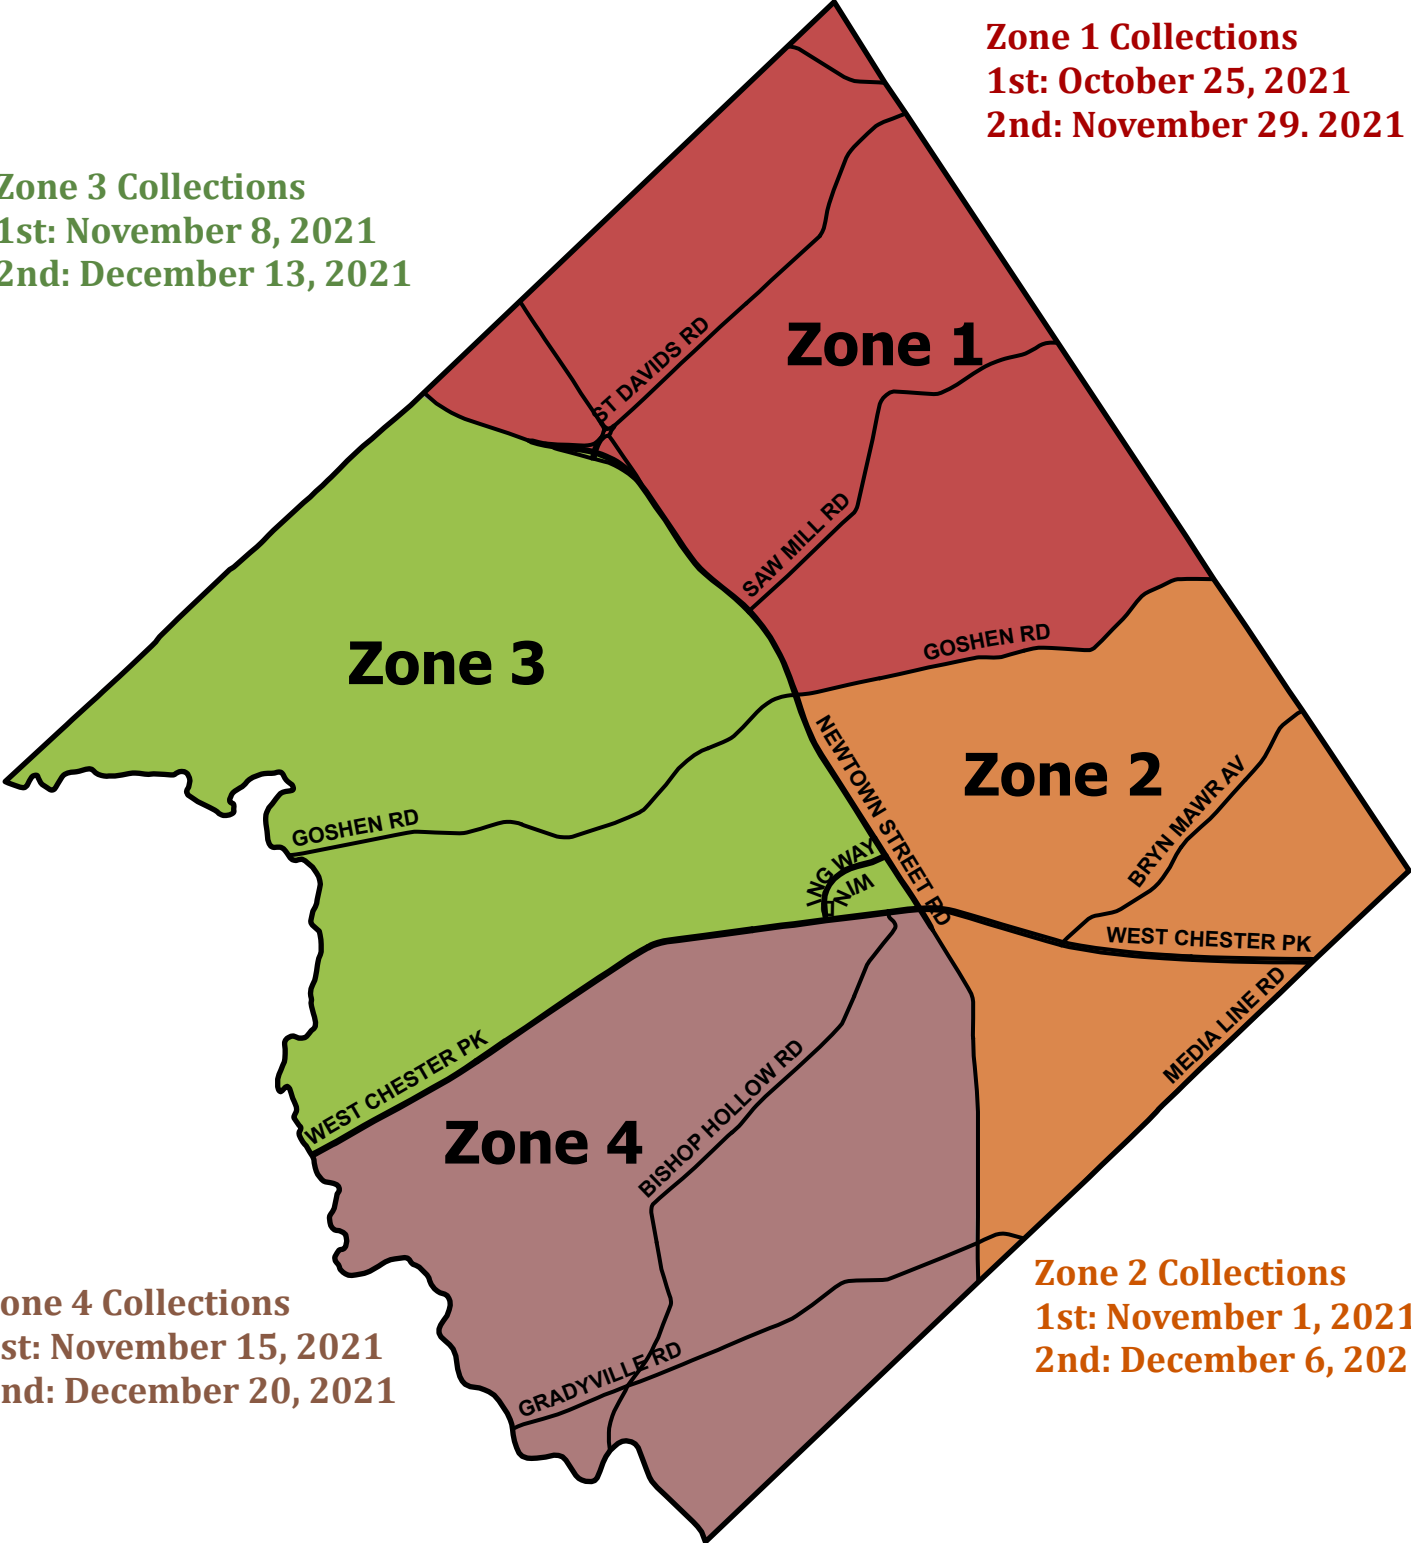 Zone 1 Collections
1st: October 25, 2021
2nd: November 29. 2021
Zone 3 Collections
1st: November 8, 2021
2nd: December 13, 2021
ST DAVIDS RD
Zone 1
SAW MILL RD
GOSHEN RD
Zone 3
NEWTOWN STREET RD
Zone 2
BRYN MAWR AV
GOSHEN RD
WINDING WAY
WEST CHESTER PK
MEDIA LINE RD
WEST CHESTER PK
Zone 4
BISHOP HOLLOW RD
GRADYVILLE RD
one 4 Collections
st: November 15, 2021
nd: December 20, 2021
Zone 2 Collections
1st: November 1, 2021
2nd: December 6, 202